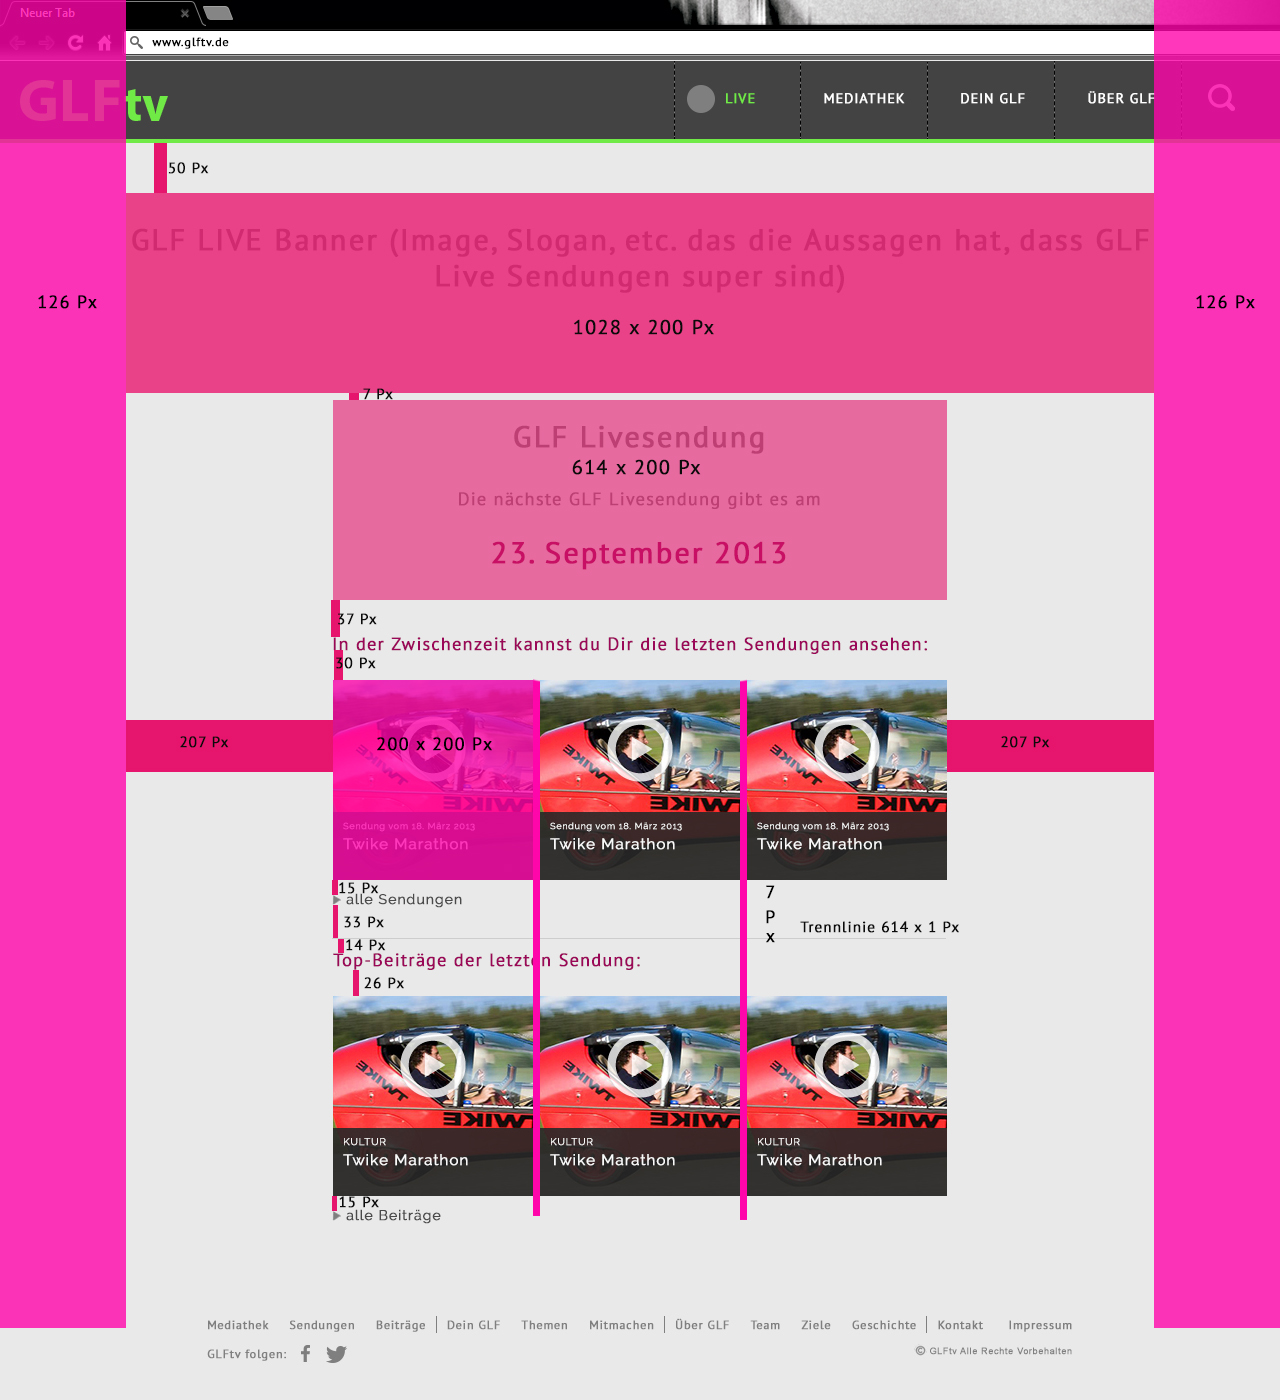 Neuer Tab
www.glftv.de
GLFtv
LIVE
MEDIATHEK
DEIN GLF
ÜBER GLF
50 Px
GLF LIVE Banner (Image, Slogan, etc. das die Aussagen hat, dass GLF
Live Sendungen super sind)
126 Px
126 Px
1028 x 200 Px
7 Px
GLF Livesendung
614 x 200 Px
Die nächste GLF Livesendung gibt es am
23. September 2013
37 Px
In der Zwischenzeit kannst du Dir die letzten Sendungen ansehen:
30 Px
207 Px
200 x 200 Px
207 Px
TWIKE
TWIKE
Sendung vom 18. März 2013
Twike Marathon
Sendung vom 18. März 2013
Twike Marathon
Sendung vom 18. März 2013
Twike Marathon
15 Px
alle Sendungen
7
P
x
33 Px
Trennlinie 614 x 1 Px
14 Px
Top-Beiträge der letzten Sendung:
26 Px
TWIKE
TWIKE
TWIKE
KULTUR
Twike Marathon
KULTUR
Twike Marathon
KULTUR
Twike Marathon
15 Px
alle Beiträge
Mediathek Sendungen Beiträge Dein GLF Themen Mitmachen Über GLF Team Ziele Geschichte Kontakt Impressum
GLFtv folgen:
© GLFtv Alle Rechte Vorbehalten